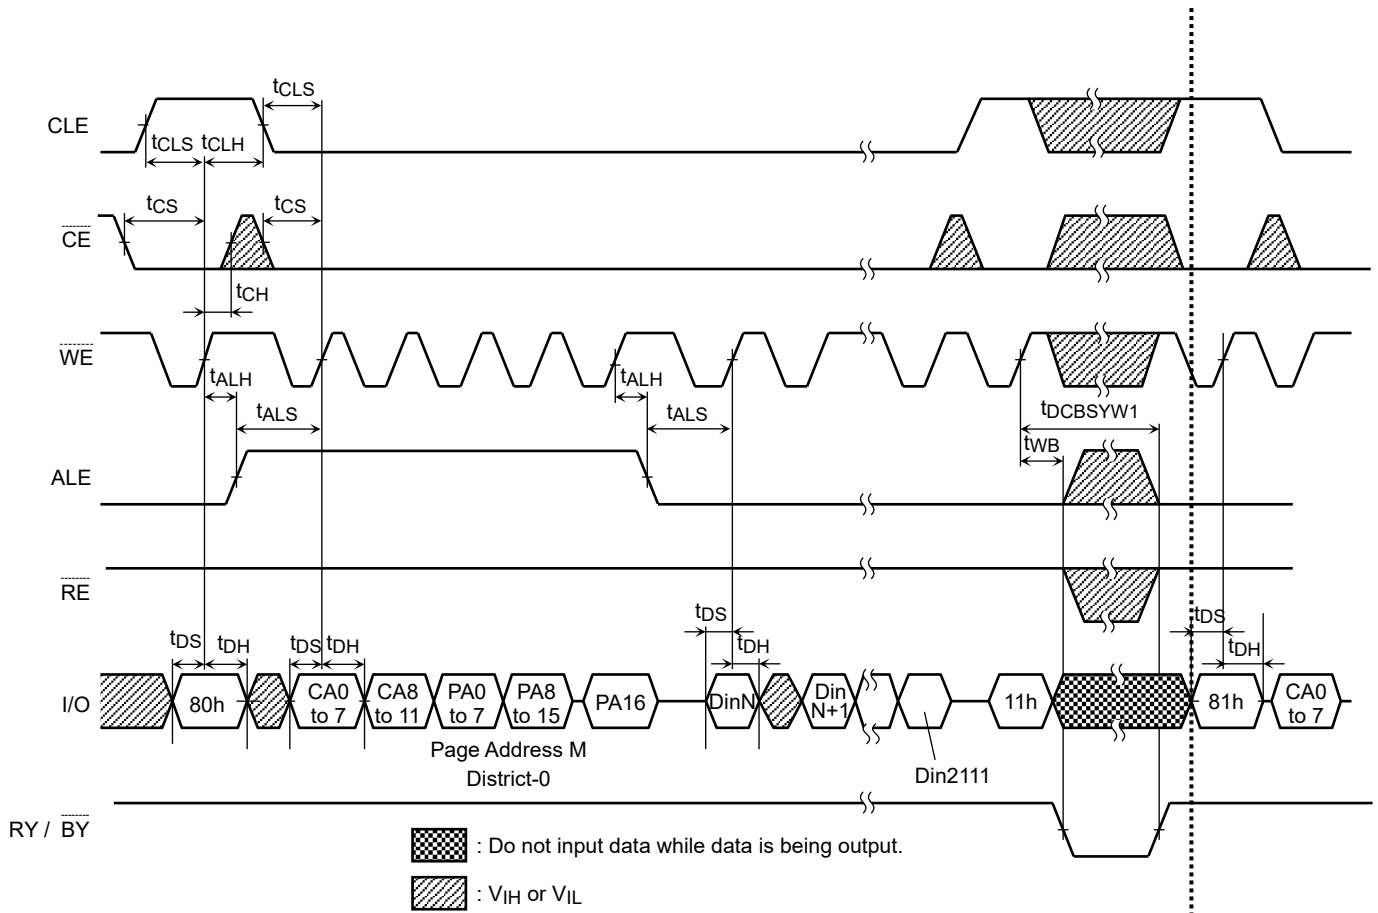 tCLS
CLE
tCLS tCLH
tCS tCS
CE
tCH
WE
tALH tALH
tALS tALS tDCBSYW1
tWB
ALE
RE
tDS tDS
tDS tDH tDS tDH tDH tDH
I/O 80h CA0 to 7 CA8 to 11 PA0 to 7 PA8 to 15 PA16 DinN Din N+1 11h 81h CA0 to 7
Page Address M
District-0
Din2111
RY / BY
: Do not input data while data is being output.
: VIH or VIL